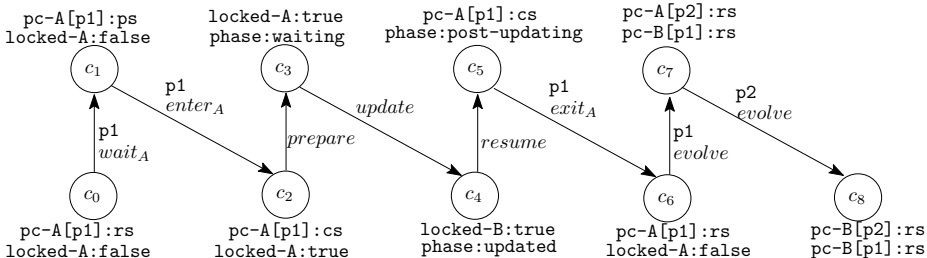 pc-A[p1]:ps
locked-A:false
locked-A:true
phase:waiting
pc-A[p1]:cs
phase:post-updating
pc-A[p2]:rs
pc-B[p1]:rs
c1
c3
c5
c7
p1
waitA
p1
enterA
prepare
update
resume
p1
exitA
p1
evolve
p2
evolve
c0
c2
c4
c6
c8
pc-A[p1]:rs
locked-A:false
pc-A[p1]:cs
locked-A:true
locked-B:true
phase:updated
pc-A[p1]:rs
locked-A:false
pc-B[p2]:rs
pc-B[p1]:rs